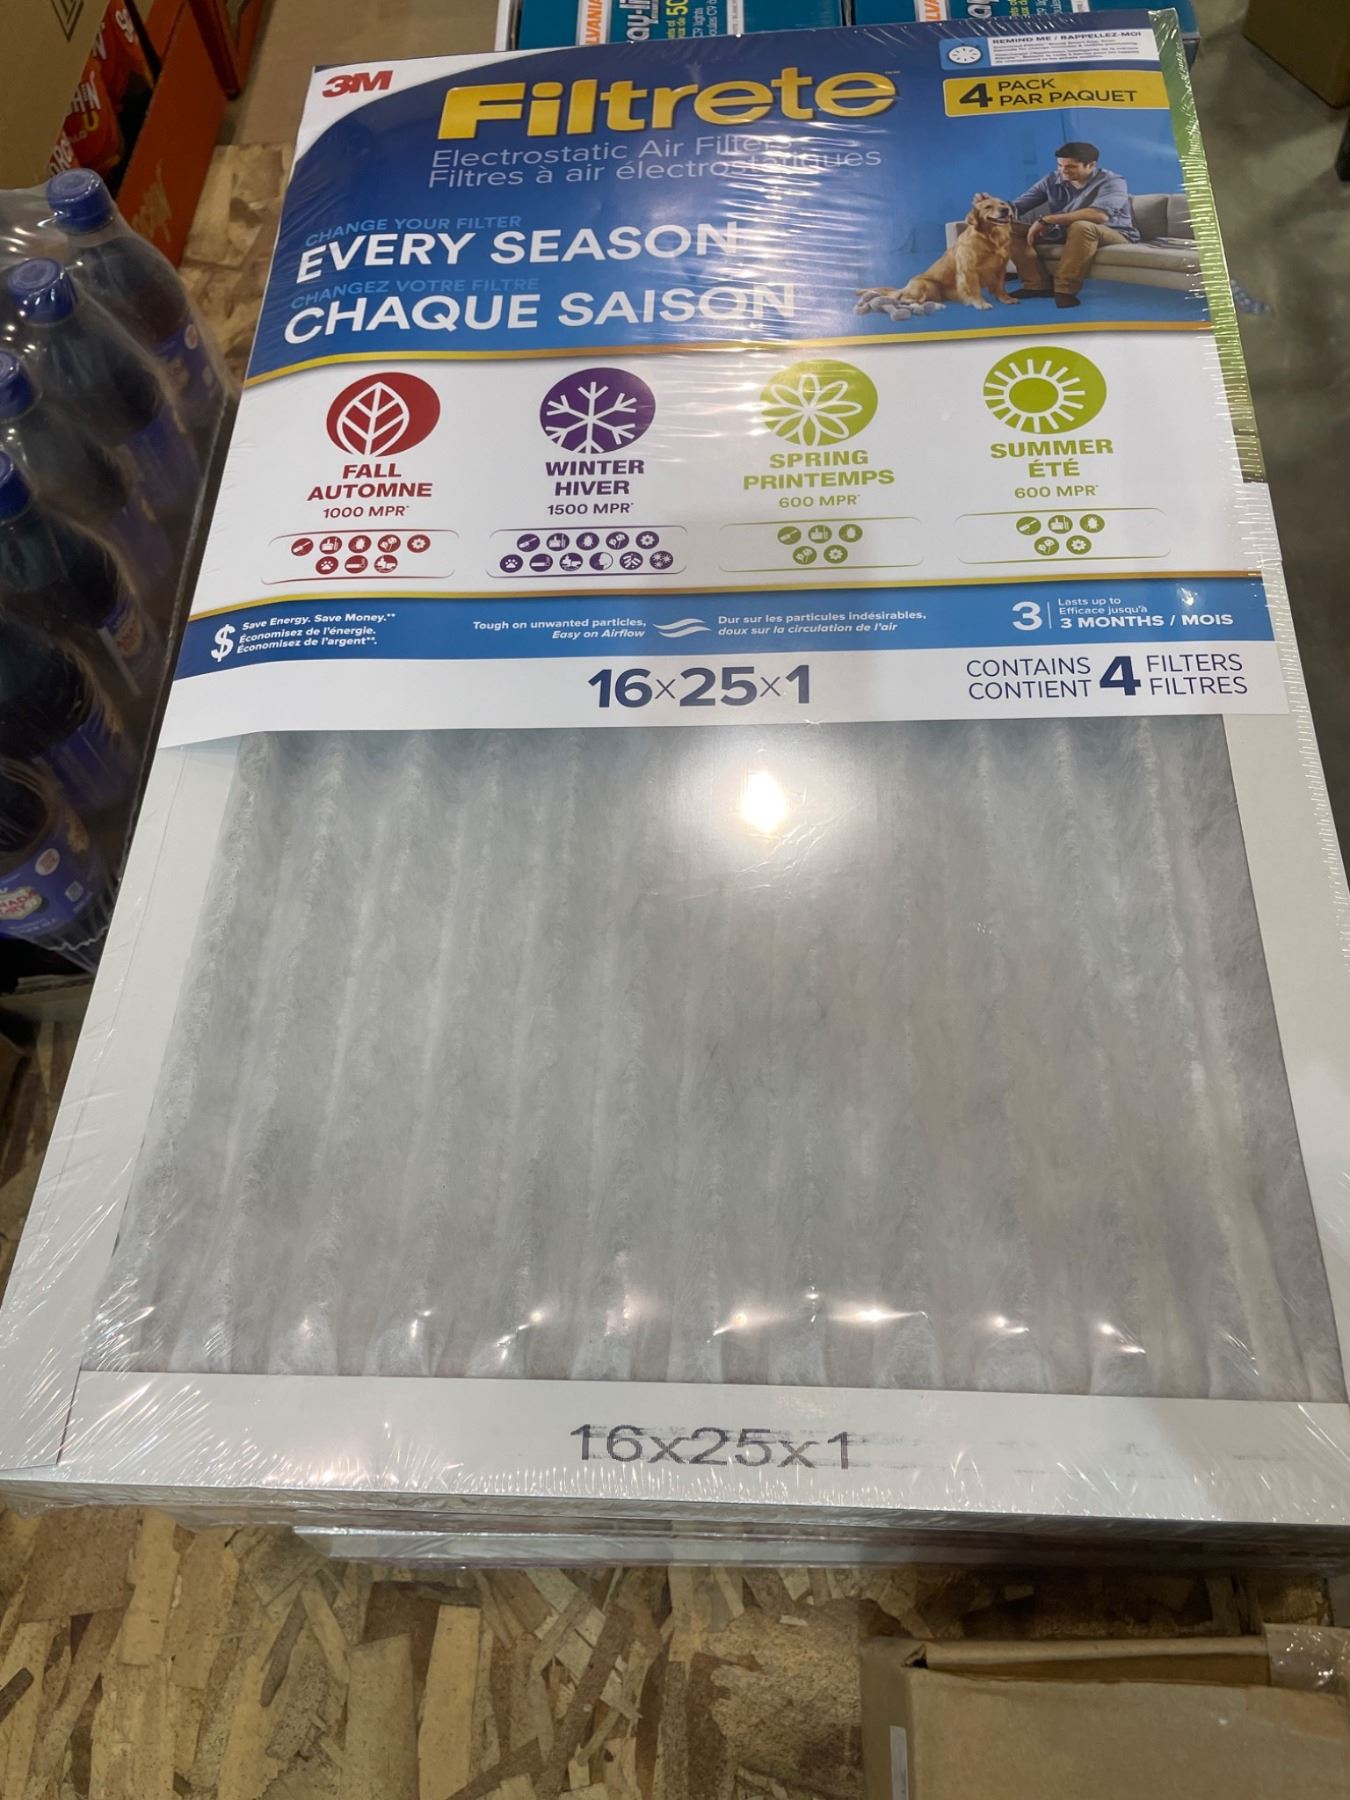 3M
Filtrete™
Electrostatic Air Filters
Filtres à air électrostatiques
REMIND ME / RAPPELLEZ-MOI
4 PACK
PAR PAQUET
CHANGE YOUR FILTER
EVERY SEASON
CHANGEZ VOTRE FILTRE
CHAQUE SAISON
FALL
AUTOMNE
1000 MPR*
WINTER
HIVER
1500 MPR*
SPRING
PRINTEMPS
600 MPR*
SUMMER
ÉTÉ
600 MPR*
$ Save Energy. Save Money.**
Économisez de l'énergie.
Économisez de l'argent**.
Tough on unwanted particles,
Easy on Airflow
Dur sur les particules indésirables,
doux sur la circulation de l'air
3 Lasts up to
Efficace jusqu'à
3 MONTHS / MOIS
16×25×1
CONTAINS 4 FILTERS
CONTIENT FILTRES
16x25x1